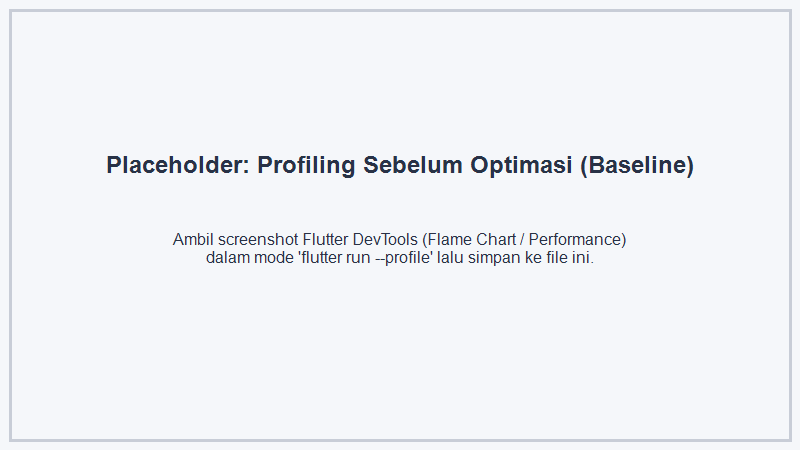 Placeholder: Profiling Sebelum Optimasi (Baseline)
Ambil screenshot Flutter DevTools (Flame Chart / Performance)
dalam mode 'flutter run --profile' lalu simpan ke file ini.